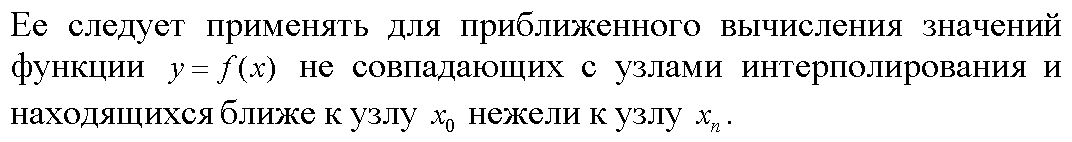 Ее следует применять для приближенного вычисления значений
функции y = f(x) не совпадающих с узлами интерполирования и
находящихся ближе к узлу x₀ нежели к узлу xₙ.